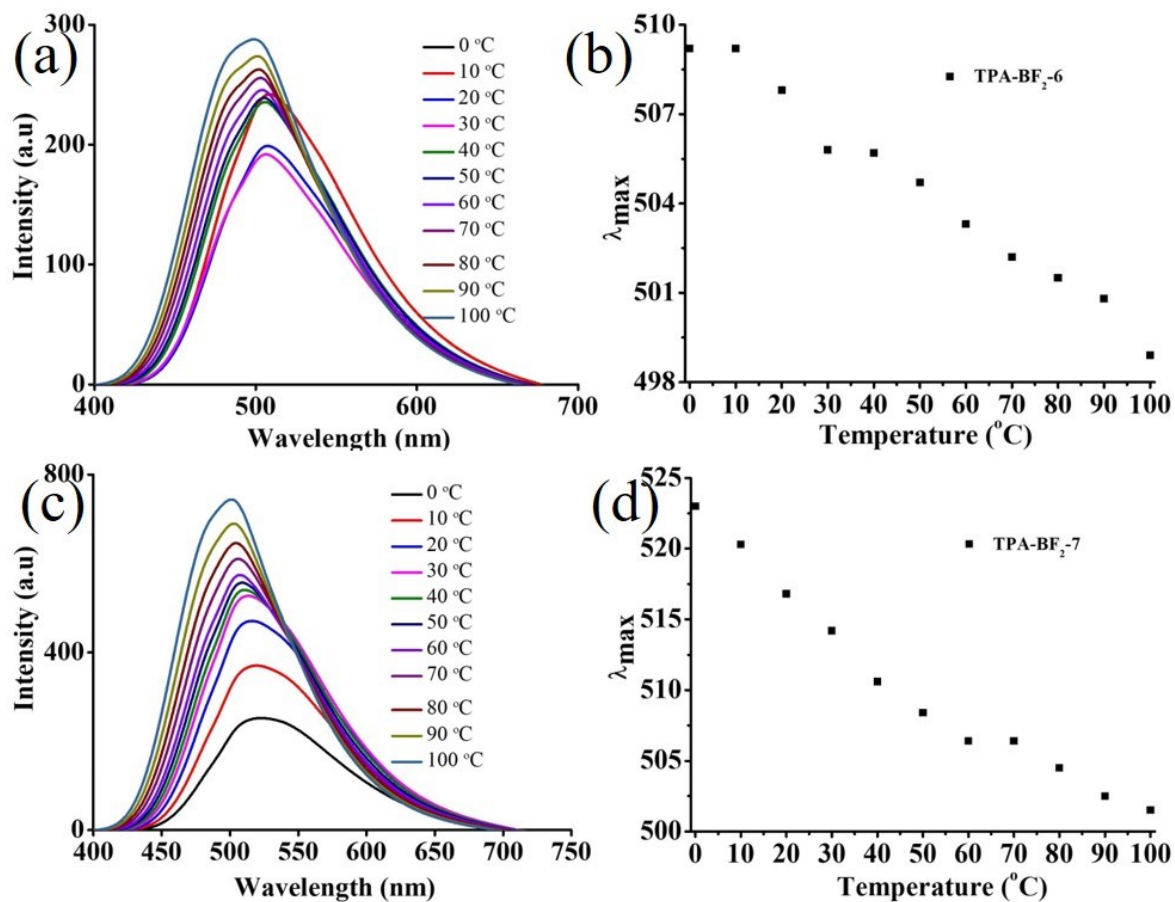 (a)
300
200
100
0
Intensity (a.u)
400 500 600 700
Wavelength (nm)
0 °C
10 °C
20 °C
30 °C
40 °C
50 °C
60 °C
70 °C
80 °C
90 °C
100 °C
(b)
510
507
504
501
498
λmax
TPA-BF₂-6
0 10 20 30 40 50 60 70 80 90 100
Temperature (°C)
(c)
800
400
0
Intensity (a.u)
400 450 500 550 600 650 700 750
Wavelength (nm)
0 °C
10 °C
20 °C
30 °C
40 °C
50 °C
60 °C
70 °C
80 °C
90 °C
100 °C
(d)
525
520
515
510
505
500
λmax
TPA-BF₂-7
0 10 20 30 40 50 60 70 80 90 100
Temperature (°C)